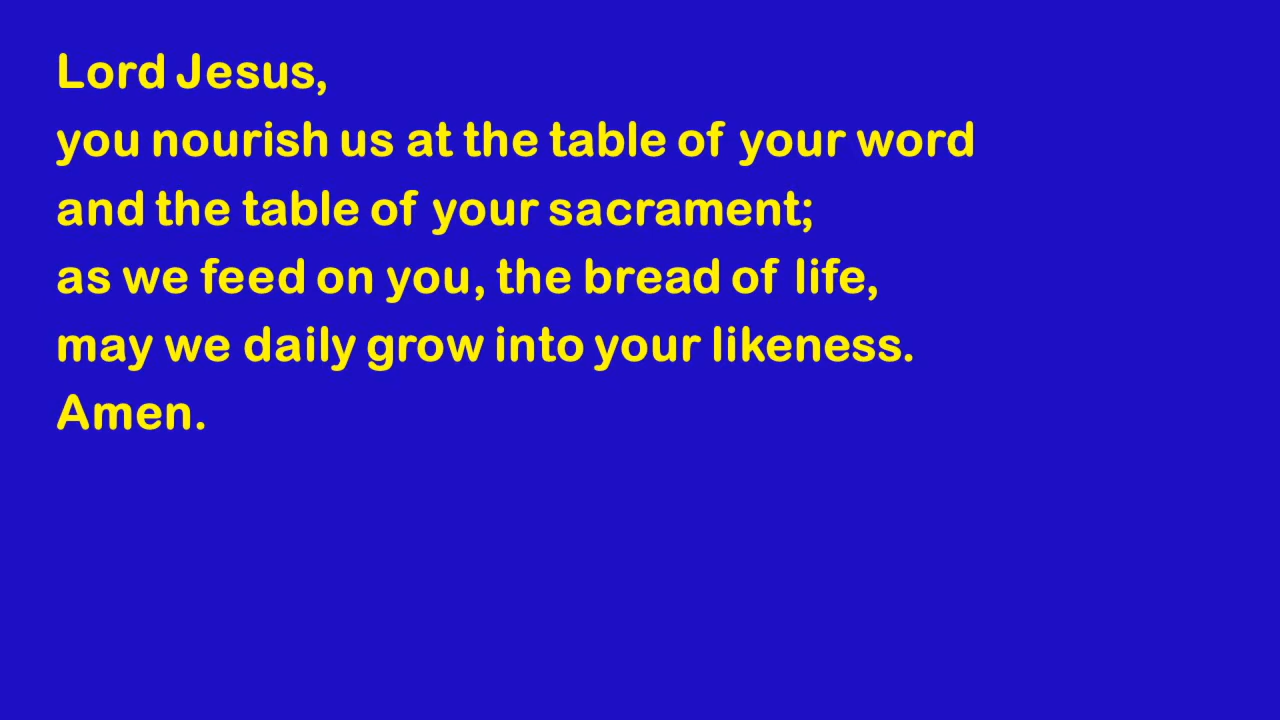 Lord Jesus,
you nourish us at the table of your word
and the table of your sacrament;
as we feed on you, the bread of life,
may we daily grow into your likeness.
Amen.